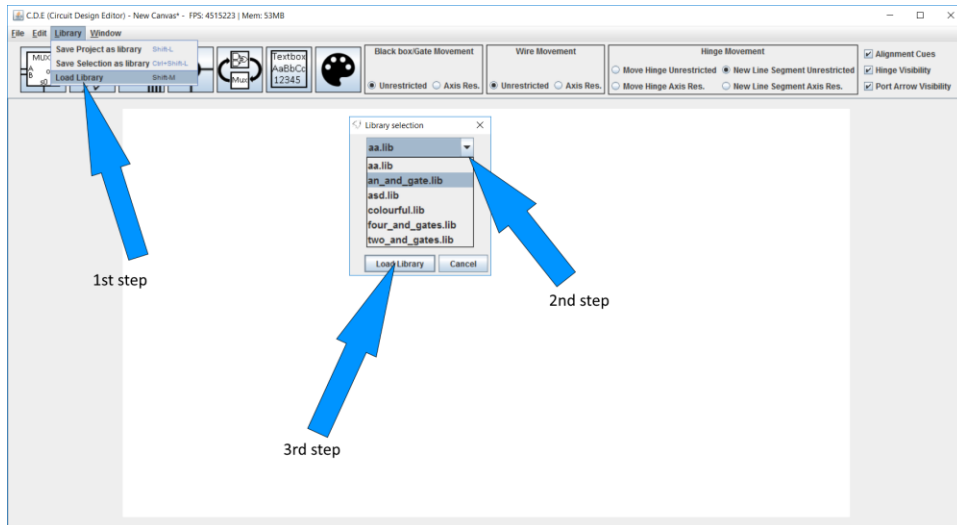 C.D.E (Circuit Design Editor) - New Canvas* - FPS: 4515223 | Mem: 53MB
File Edit Library Window
Save Project as library Shift-L
Save Selection as library Ctrl+Shift-L
Load Library Shift-M
MUX
A
B
s0
Mux
Textbox
AaBbCc
12345
Black box/Gate Movement
Unrestricted Axis Res.
Wire Movement
Unrestricted Axis Res.
Hinge Movement
Move Hinge Unrestricted New Line Segment Unrestricted
Move Hinge Axis Res. New Line Segment Axis Res.
Alignment Cues
Hinge Visibility
Port Arrow Visibility
Library selection
aa.lib
aa.lib
an_and_gate.lib
asd.lib
colourful.lib
four_and_gates.lib
two_and_gates.lib
Load Library Cancel
1st step
2nd step
3rd step